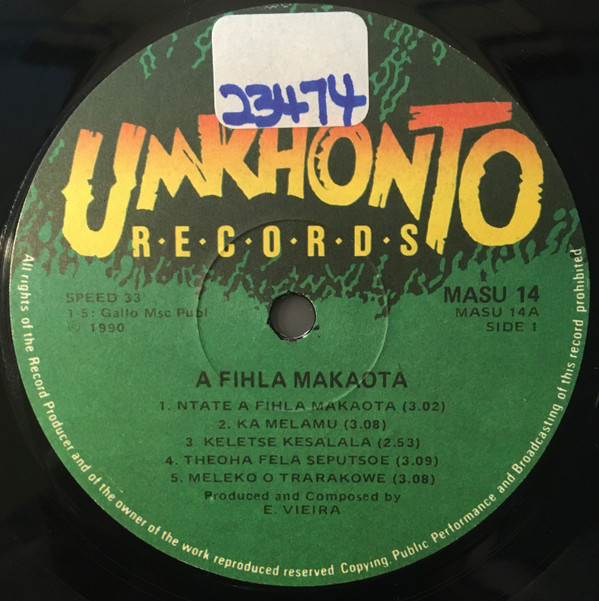 23474
UMKHONTO
R·E·C·O·R·D·S
SPEED 33
1-5: Gallo Msc Publ
© 1990
MASU 14
MASU 14A
SIDE 1
A FIHLA MAKAOTA
1. NTATE A FIHLA MAKAOTA (3.02)
2. KA MELAMU (3.08)
3. KELETSE KESALALA (2.53)
4. THEOHA FELA SEPUTSOE (3.09)
5. MELEKO O TRARAKOWE (3.08)
Produced and Composed by
E. VIEIRA
All rights of the Record Producer and of the owner of the work reproduced reserved Copying, Public Performance and Broadcasting of this record prohibited